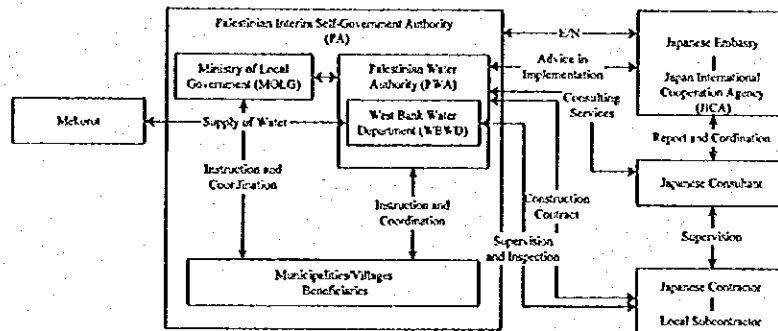 Palestinian Interim Self-Government Authority
(PA)
E/N
Japanese Embassy
Ministry of Local
Government (MOLG)
Palestinian Water
Authority (PWA)
Advice in
Implementation
Japan International
Cooperation Agency
(JICA)
Consulting
Services
Mekorot
Supply of Water
West Bank Water
Department (WBWD)
Report and Cordination
Instruction and
Coordination
Japanese Consultant
Instruction and
Coordination
Construction
Contract
Supervision
and Inspection
Supervision
Municipalities/Villages
Beneficiaries
Japanese Contractor
Local Subcontractor